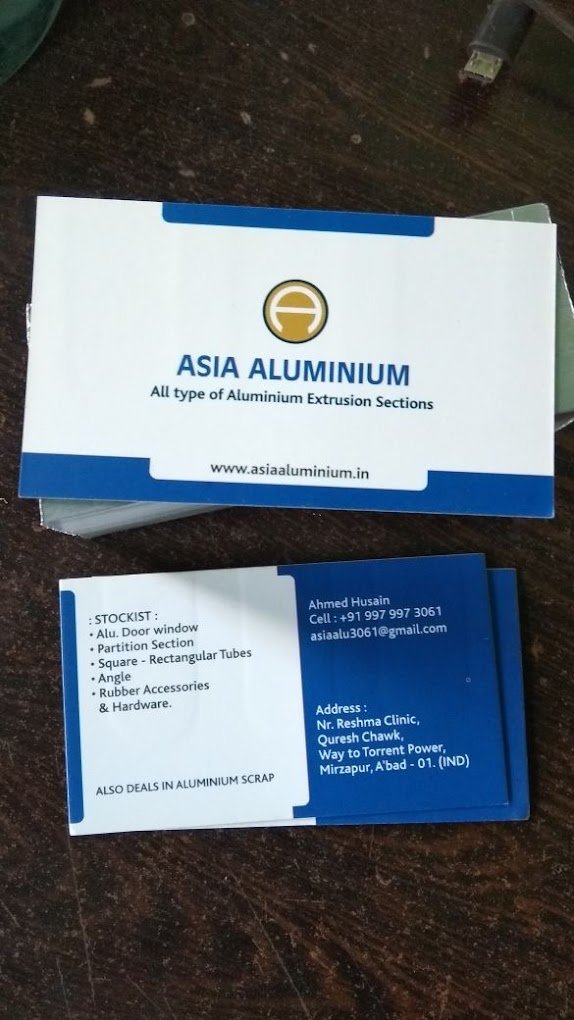 ASIA ALUMINIUM
All type of Aluminium Extrusion Sections
www.asiaaluminium.in
: STOCKIST :
• Alu. Door window
• Partition Section
• Square - Rectangular Tubes
• Angle
• Rubber Accessories
& Hardware.
ALSO DEALS IN ALUMINIUM SCRAP
Ahmed Husain
Cell : +91 997 997 3061
asiaalu3061@gmail.com
Address :
Nr. Reshma Clinic,
Quresh Chawk,
Way to Torrent Power,
Mirzapur, A'bad - 01. (IND)